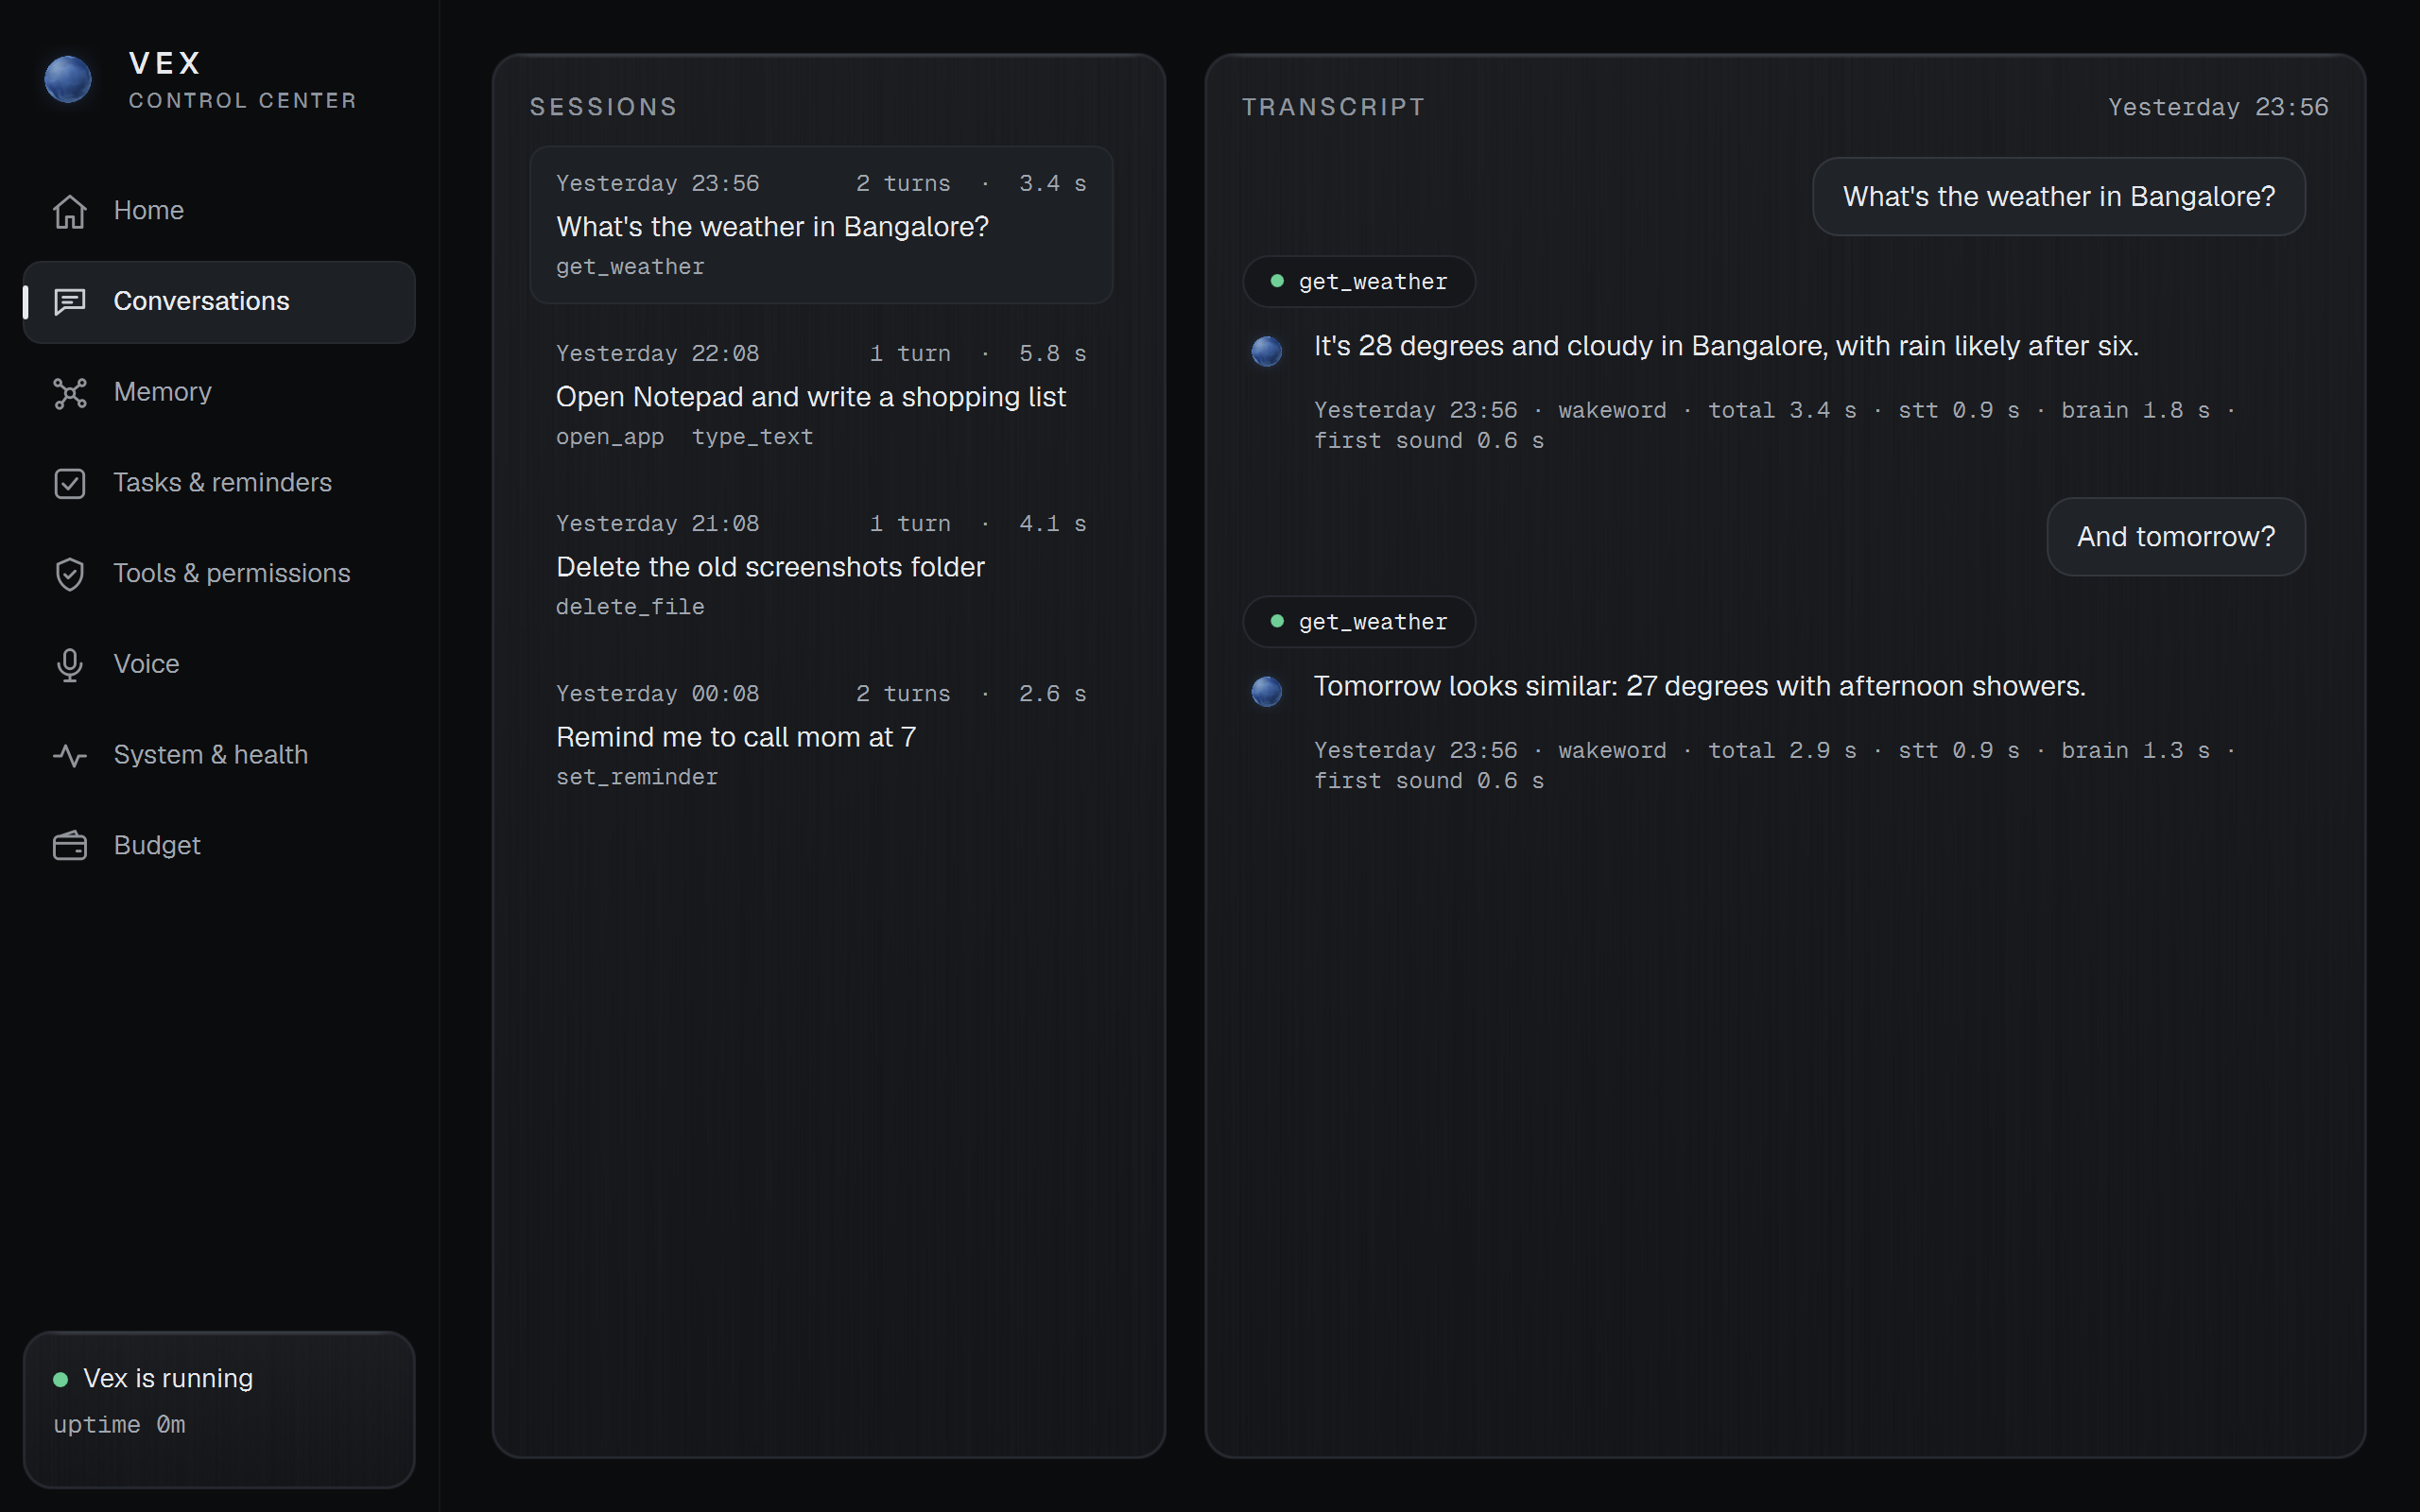 VEX
CONTROL CENTER
Home
Conversations
Memory
Tasks & reminders
Tools & permissions
Voice
System & health
Budget
Vex is running
uptime 0m
SESSIONS
Yesterday 23:56 2 turns · 3.4 s
What's the weather in Bangalore?
get_weather
Yesterday 22:08 1 turn · 5.8 s
Open Notepad and write a shopping list
open_app type_text
Yesterday 21:08 1 turn · 4.1 s
Delete the old screenshots folder
delete_file
Yesterday 00:08 2 turns · 2.6 s
Remind me to call mom at 7
set_reminder
TRANSCRIPT Yesterday 23:56
What's the weather in Bangalore?
get_weather
It's 28 degrees and cloudy in Bangalore, with rain likely after six.
Yesterday 23:56 · wakeword · total 3.4 s · stt 0.9 s · brain 1.8 s ·
first sound 0.6 s
And tomorrow?
get_weather
Tomorrow looks similar: 27 degrees with afternoon showers.
Yesterday 23:56 · wakeword · total 2.9 s · stt 0.9 s · brain 1.3 s ·
first sound 0.6 s